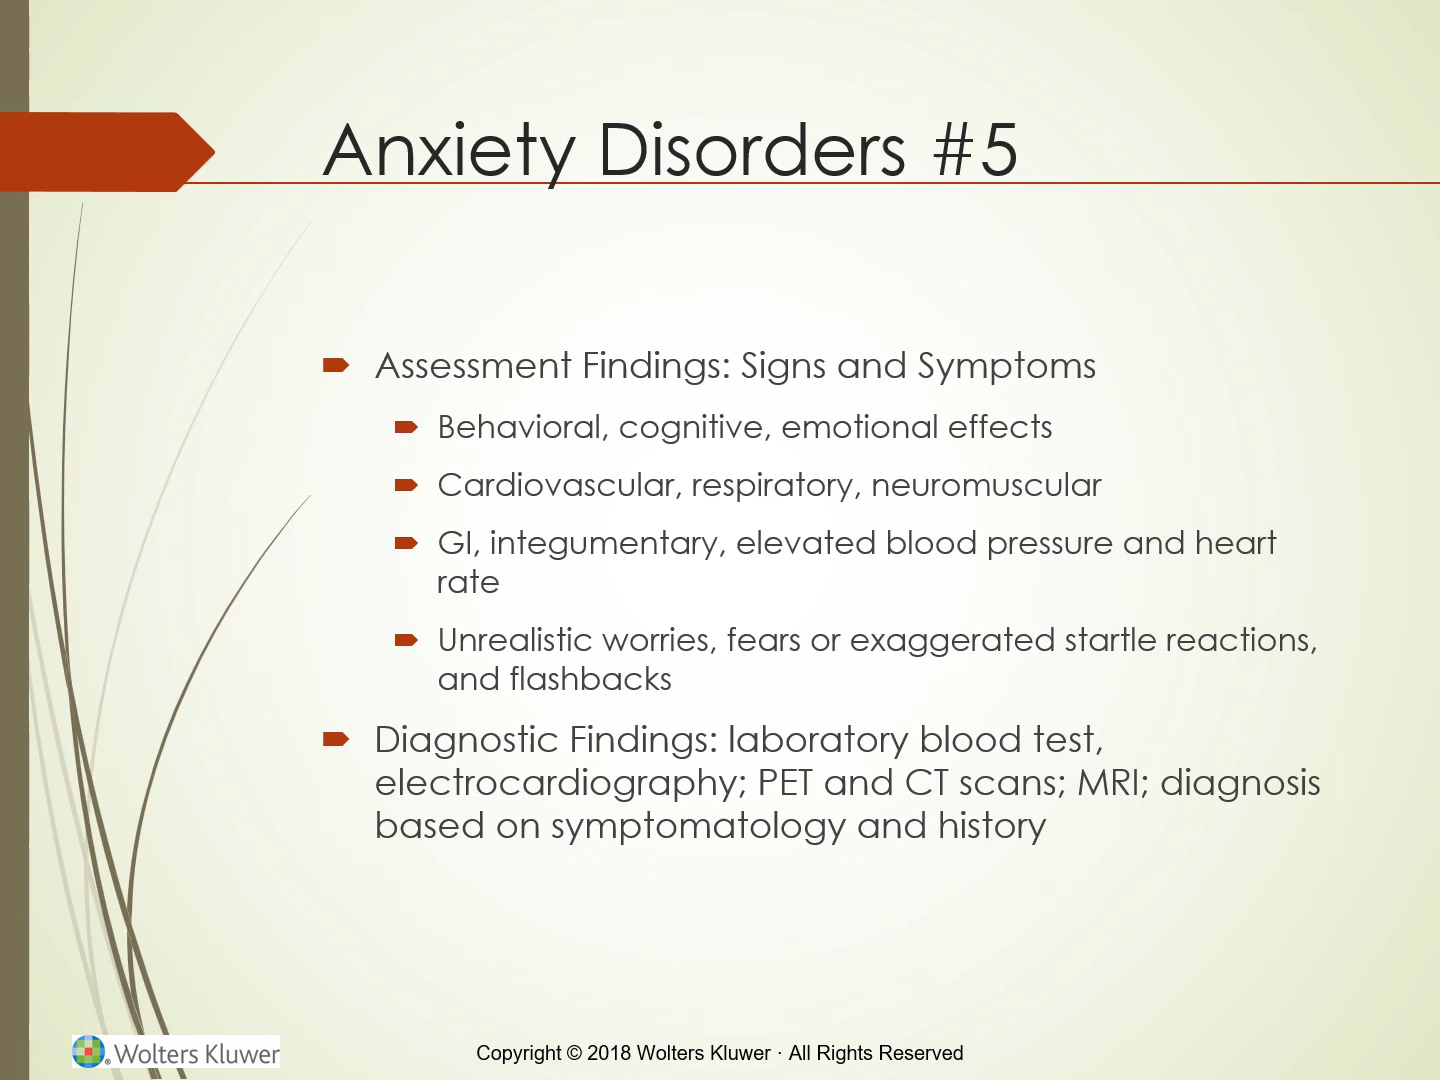 Anxiety Disorders #5
Assessment Findings: Signs and Symptoms
Behavioral, cognitive, emotional effects
Cardiovascular, respiratory, neuromuscular
GI, integumentary, elevated blood pressure and heart
rate
Unrealistic worries, fears or exaggerated startle reactions,
and flashbacks
Diagnostic Findings: laboratory blood test,
electrocardiography; PET and CT scans; MRI; diagnosis
based on symptomatology and history
® Wolters Kluwer
Copyright © 2018 Wolters Kluwer · All Rights Reserved